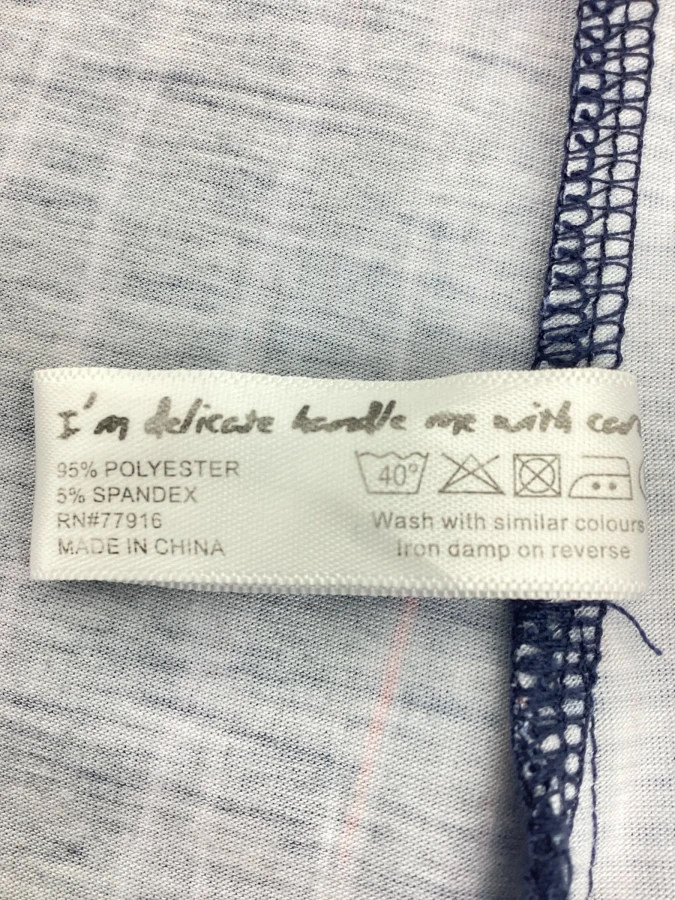 I'm delicate handle me with car
95% POLYESTER
5% SPANDEX
RN#77916
MADE IN CHINA
40°
Wash with similar colours
Iron damp on reverse